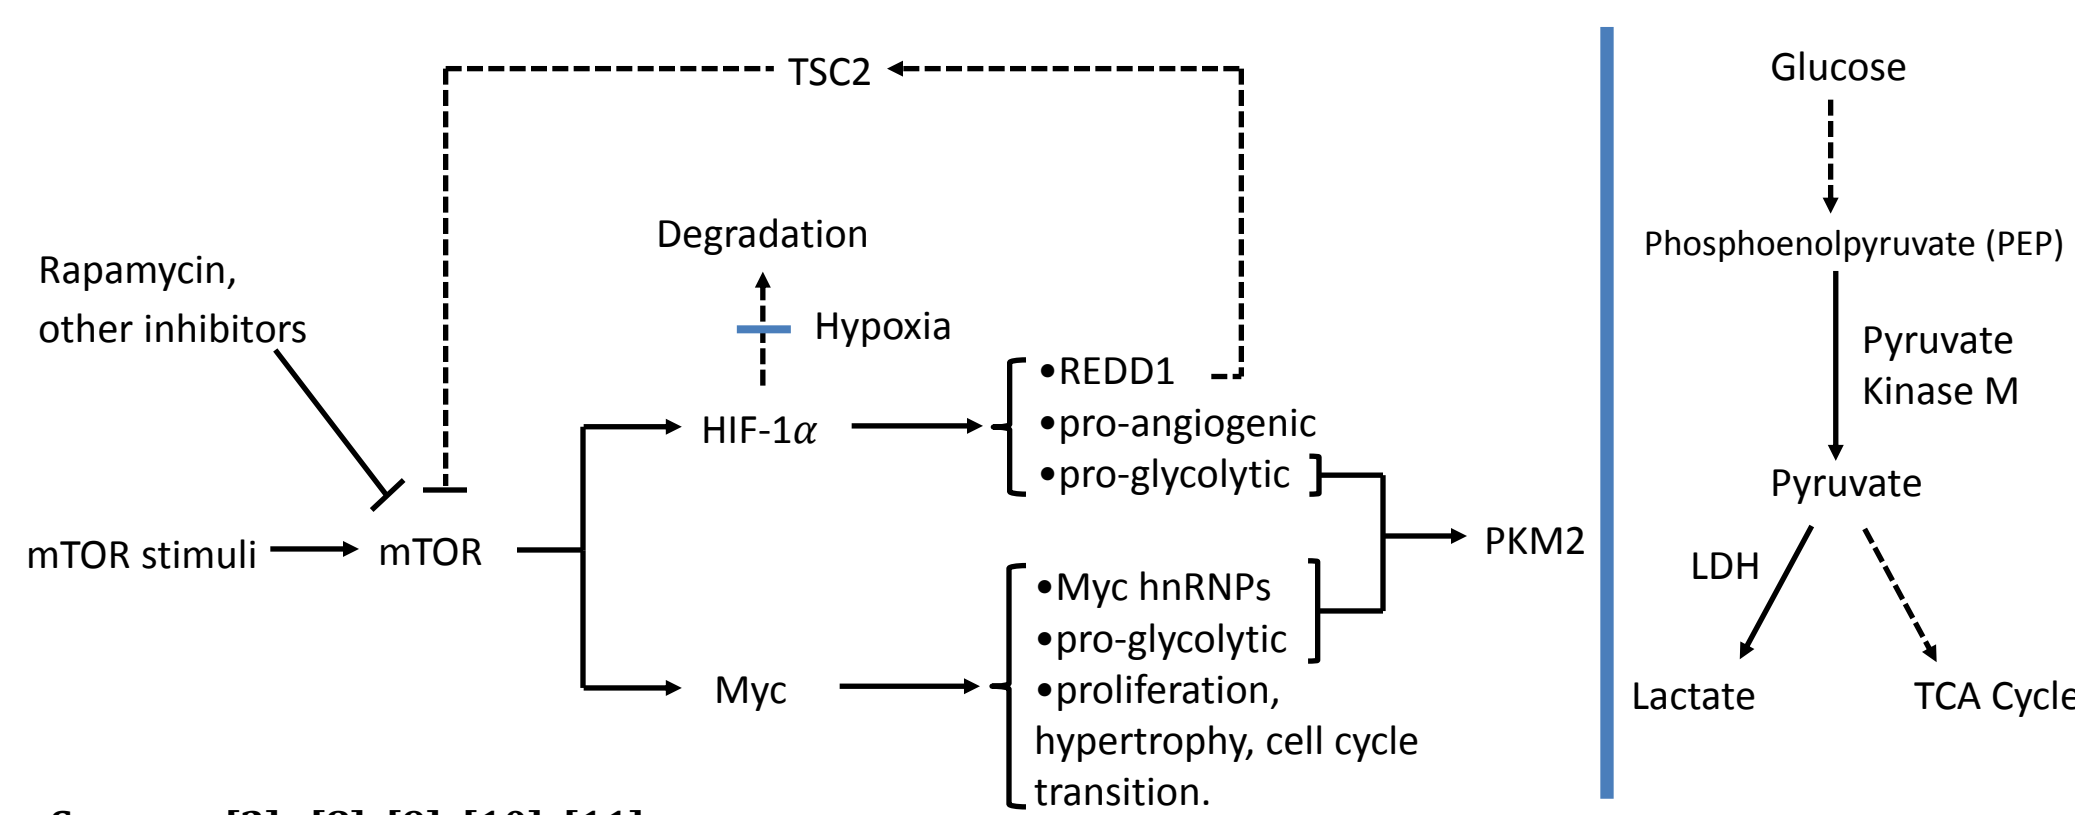 TSC2
Degradation
Rapamycin,
other inhibitors
Hypoxia
•REDD1
•pro-angiogenic
•pro-glycolytic
HIF-1α
mTOR stimuli
mTOR
PKM2
•Myc hnRNPs
•pro-glycolytic
•proliferation,
hypertrophy, cell cycle
transition.
Myc
Glucose
Phosphoenolpyruvate (PEP)
Pyruvate
Kinase M
Pyruvate
LDH
Lactate
TCA Cycle